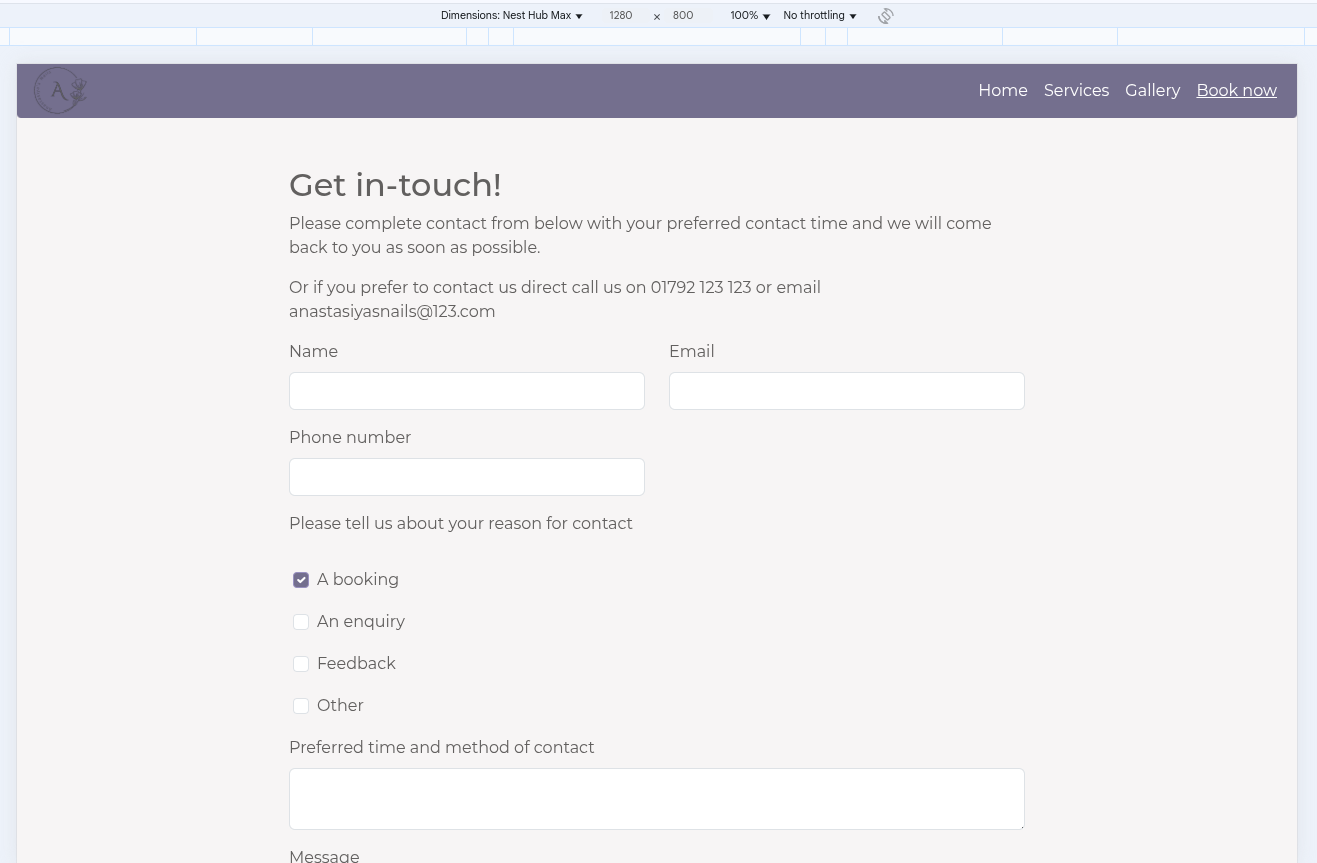 Dimensions: Nest Hub Max 1280 × 800 100% No throttling
A
Home Services Gallery Book now
Get in-touch!
Please complete contact from below with your preferred contact time and we will come
back to you as soon as possible.
Or if you prefer to contact us direct call us on 01792 123 123 or email
anastasiyasnails@123.com
Name Email
Phone number
Please tell us about your reason for contact
A booking
An enquiry
Feedback
Other
Preferred time and method of contact
Message